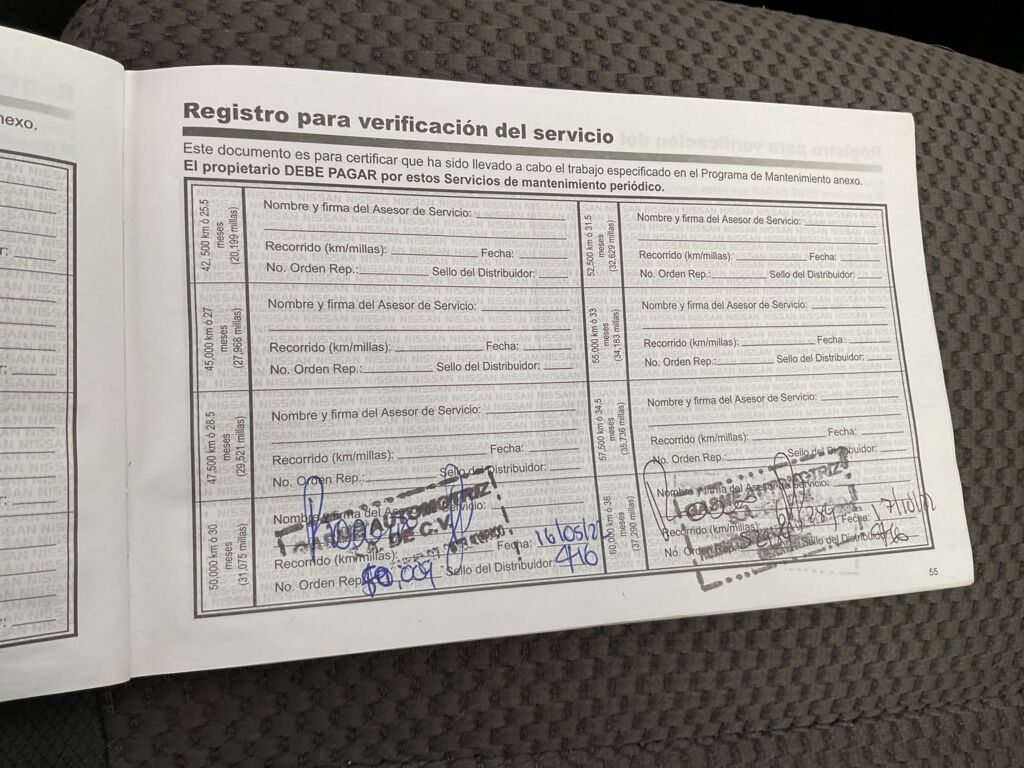 nexo.
Registro para verificación del servicio
Este documento es para certificar que ha sido llevado a cabo el trabajo especificado en el Programa de Mantenimiento anexo.
El propietario DEBE PAGAR por estos Servicios de mantenimiento periódico.
42, 500 km ó 25.5
meses
(20,199 millas)
Nombre y firma del Asesor de Servicio:
Recorrido (km/millas): Fecha:
No. Orden Rep.: Sello del Distribuidor:
45,000 km ó 27
meses
(27,968 millas)
Nombre y firma del Asesor de Servicio:
Recorrido (km/millas): Fecha:
No. Orden Rep.: Sello del Distribuidor:
47,500 km ó 28.5
meses
(29,521 millas)
Nombre y firma del Asesor de Servicio:
Recorrido (km/millas): Fecha:
No. Orden Rep.: Sello del Distribuidor:
50,000 km ó 30
meses
(31,075 millas)
Nombre y firma del Asesor de Servicio:
AUTOMOTRIZ
DE C.V.
Recorrido (km/millas): Fecha: 16/05/2
No. Orden Rep. Sello del Distribuidor:
52,500 km ó 31.5
meses
(32,629 millas)
Nombre y firma del Asesor de Servicio:
Recorrido (km/millas): Fecha:
No. Orden Rep.: Sello del Distribuidor:
55,000 km ó 33
meses
(34,183 millas)
Nombre y firma del Asesor de Servicio:
Recorrido (km/millas): Fecha:
No. Orden Rep.: Sello del Distribuidor:
57,500 km ó 34.5
meses
(35,736 millas)
Nombre y firma del Asesor de Servicio:
Recorrido (km/millas): Fecha:
No. Orden Rep.: Sello del Distribuidor:
60,000 km ó 36
meses
(37,290 millas)
Nombre y firma del Asesor de Servicio:
Recorrido (km/millas) Fecha:
No. Orden Rep. Sello del Distribuidor:
55